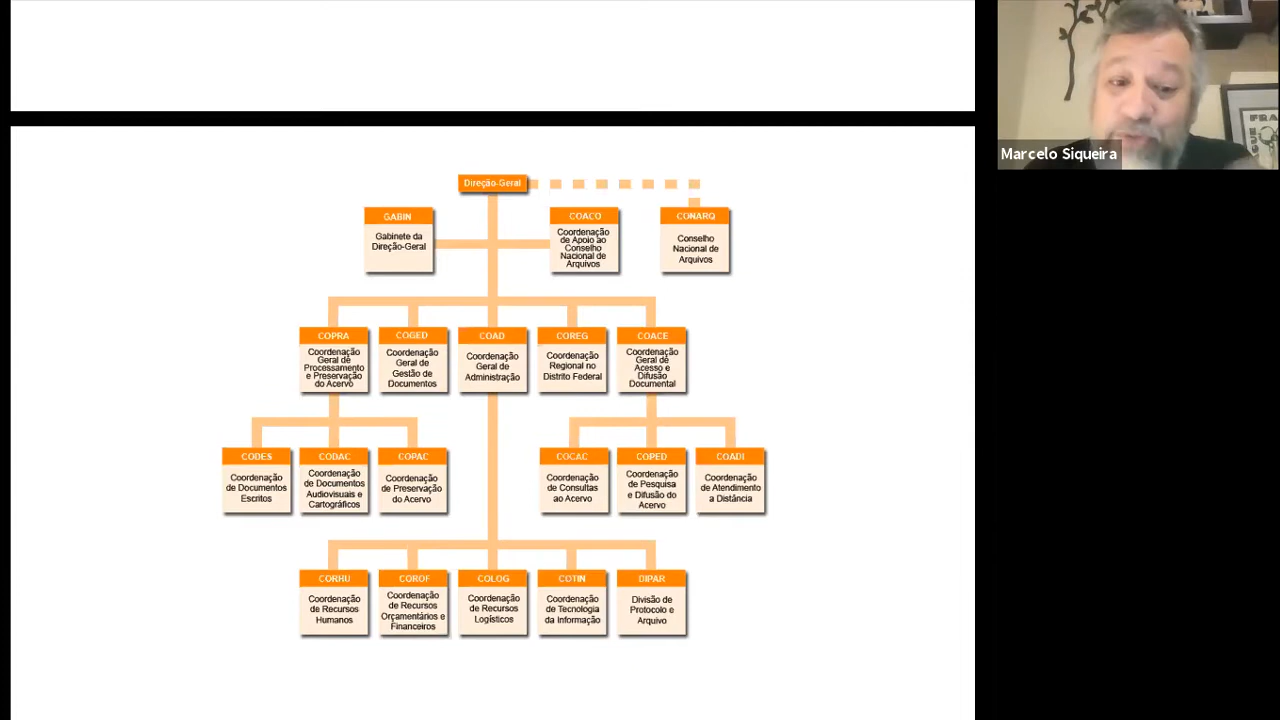 Marcelo Siqueira
FRA
GUE
Direção-Geral
GABIN
Gabinete da
Direção-Geral
COACO
Coordenação
de Apoio ao
Conselho
Nacional de
Arquivos
CONARQ
Conselho
Nacional de
Arquivos
COPRA
Coordenação
Geral de
Processamento
e Preservação
do Acervo
COGED
Coordenação
Geral de
Gestão de
Documentos
COAD
Coordenação
Geral de
Administração
COREG
Coordenação
Regional no
Distrito Federal
COACE
Coordenação
Geral de
Acesso e
Difusão
Documental
CODES
Coordenação
de Documentos
Escritos
CODAC
Coordenação
de Documentos
Audiovisuais e
Cartográficos
COPAC
Coordenação
de Preservação
do Acervo
COCAC
Coordenação
de Consultas
ao Acervo
COPED
Coordenação
de Pesquisa
e Difusão do
Acervo
COADI
Coordenação
de Atendimento
a Distância
CORHU
Coordenação
de Recursos
Humanos
COROF
Coordenação
de Recursos
Orçamentários e
Financeiros
COLOG
Coordenação
de Recursos
Logísticos
COTIN
Coordenação
de Tecnologia
da Informação
DIPAR
Divisão de
Protocolo e
Arquivo